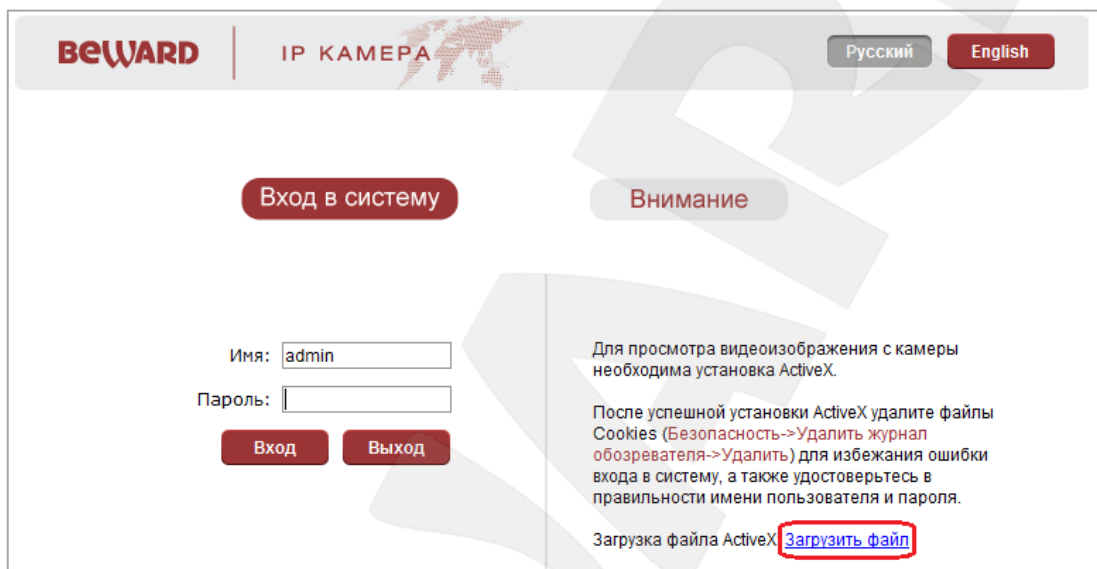 BEWARD
IP КАМЕРА
Русский
English
Вход в систему
Внимание
Имя: admin
Пароль:
Вход
Выход
Для просмотра видеоизображения с камеры
необходима установка ActiveX.
После успешной установки ActiveX удалите файлы
Cookies (Безопасность->Удалить журнал
обозревателя->Удалить) для избежания ошибки
входа в систему, а также удостоверьтесь в
правильности имени пользователя и пароля.
Загрузка файла ActiveX Загрузить файл